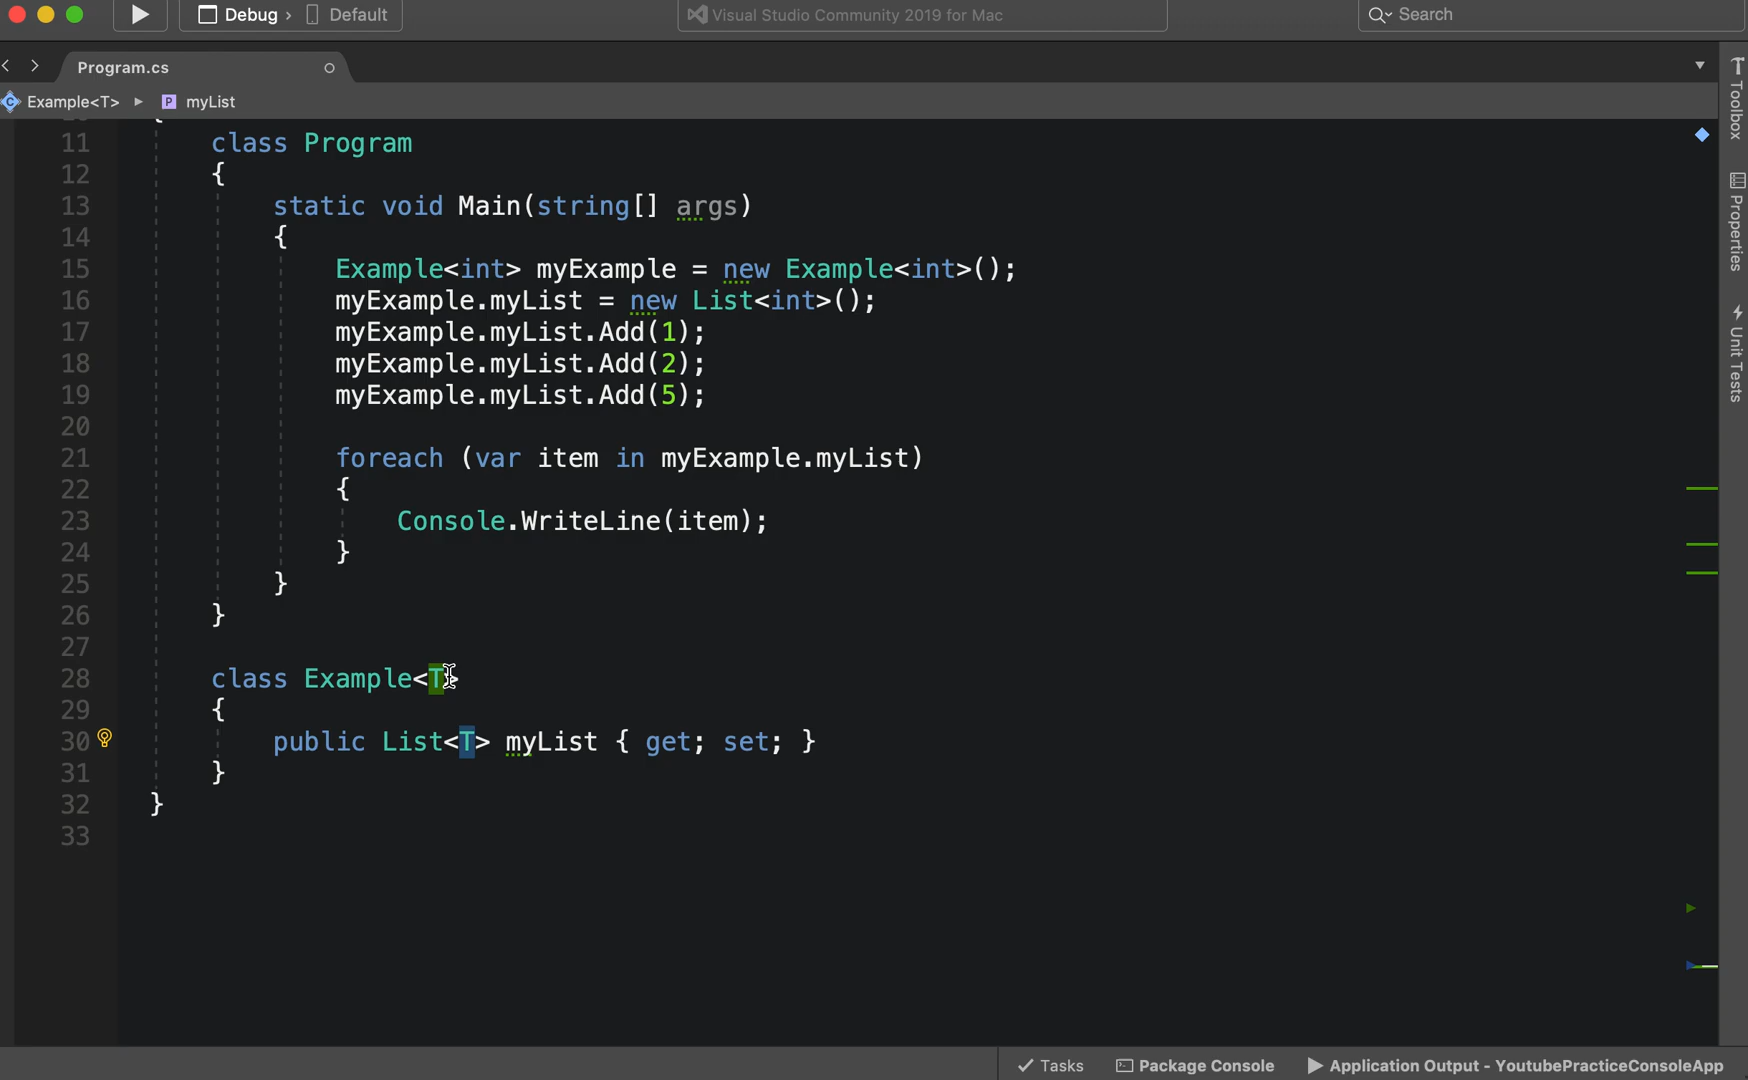 Debug › Default
Visual Studio Community 2019 for Mac
Search
Program.cs
Example<T> ▸ P myList
Toolbox
Properties
Unit Tests
11 class Program
12 {
13 static void Main(string[] args)
14 {
15 Example<int> myExample = new Example<int>();
16 myExample.myList = new List<int>();
17 myExample.myList.Add(1);
18 myExample.myList.Add(2);
19 myExample.myList.Add(5);
20
21 foreach (var item in myExample.myList)
22 {
23 Console.WriteLine(item);
24 }
25 }
26 }
27
28 class Example<T>
29 {
30 public List<T> myList { get; set; }
31 }
32 }
33
Tasks Package Console Application Output - YoutubePracticeConsoleApp